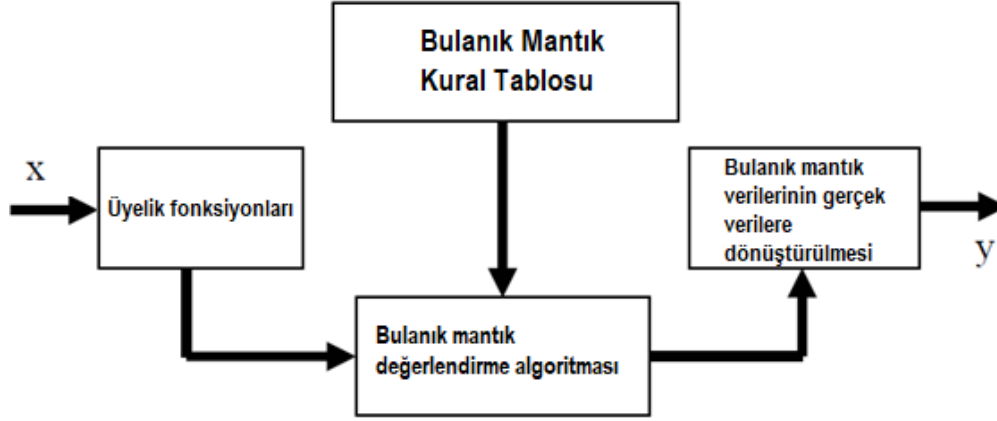 Bulanık Mantık
Kural Tablosu
x
Üyelik fonksiyonları
Bulanık mantık
verilerinin gerçek
verilere
dönüştürülmesi
y
Bulanık mantık
değerlendirme algoritması